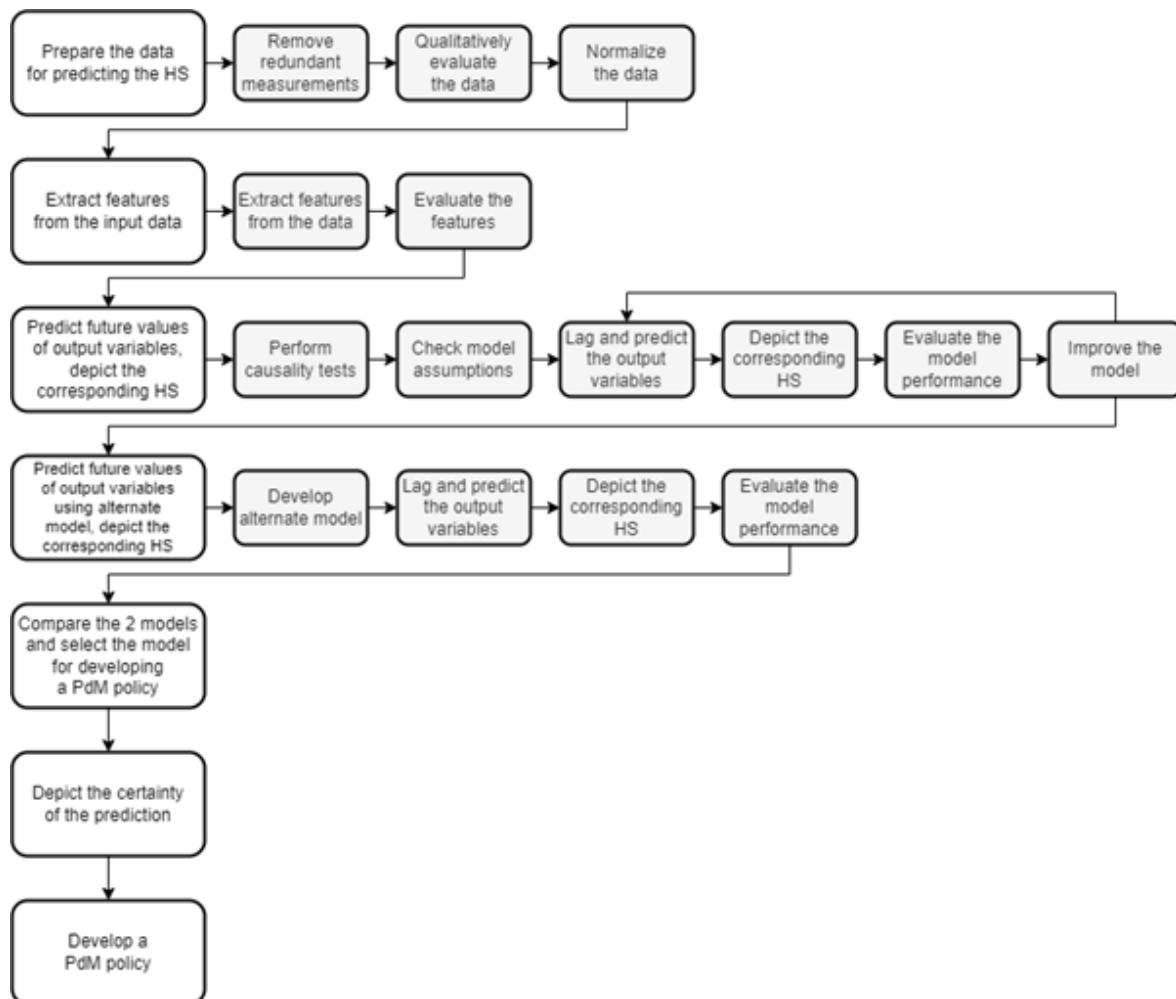 Prepare the data
for predicting the HS
Remove
redundant
measurements
Qualitatively
evaluate
the data
Normalize
the data
Extract features
from the input data
Extract features
from the data
Evaluate the
features
Predict future values
of output variables,
depict the
corresponding HS
Perform
causality tests
Check model
assumptions
Lag and predict
the output
variables
Depict the
corresponding
HS
Evaluate the
model
performance
Improve the
model
Predict future values
of output variables
using alternate
model, depict the
corresponding HS
Develop
alternate model
Lag and predict
the output
variables
Depict the
corresponding
HS
Evaluate the
model
performance
Compare the 2 models
and select the model
for developing
a PdM policy
Depict the certainty
of the prediction
Develop a
PdM policy